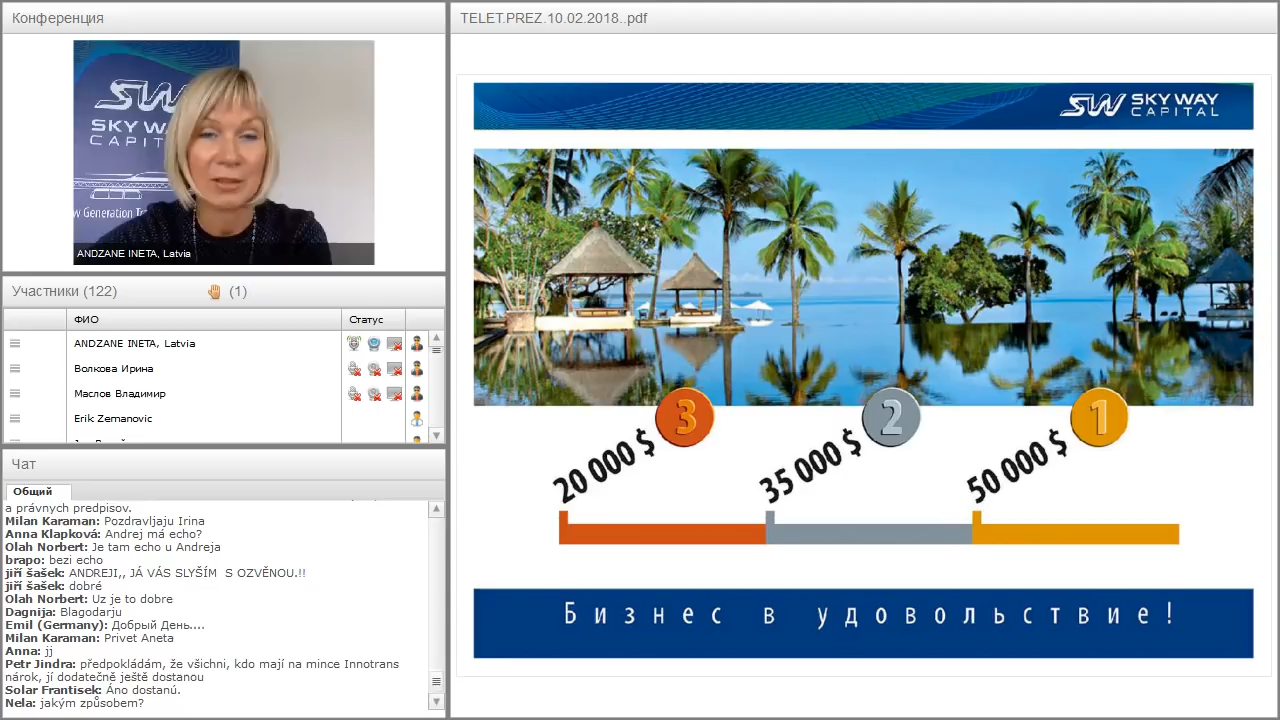 Конференция
SW
SKY WAY
CAPITAL
ANDZANE INETA, Latvia
Участники (122)
(1)
ФИО
Статус
ANDZANE INETA, Latvia
Волкова Ирина
Маслов Владимир
Erik Zemanovic
Чат
Общий
a právnych predpisov.
Milan Karaman: Pozdravljaju Irina
Anna Klapková: Andrej má echo?
Olah Norbert: Je tam echo u Andreja
brapo: bezi echo
jiří šašek: ANDREJI,, JÁ VÁS SLYŠÍM S OZVĚNOU.!!
jiří šašek: dobré
Olah Norbert: Uz je to dobre
Dagnija: Blagodarju
Emil (Germany): Добрый День....
Milan Karaman: Privet Aneta
Anna: jj
Petr Jindra: předpokládám, že všichni, kdo mají na mince Innotrans
nárok, jí dodatečně ještě dostanou
Solar Frantisek: Áno dostanú.
Nela: jakým způsobem?
TELET.PREZ.10.02.2018..pdf
SW SKY WAY
CAPITAL
3
2
1
20 000 $
35 000 $
50 000 $
Бизнес в удовольствие!